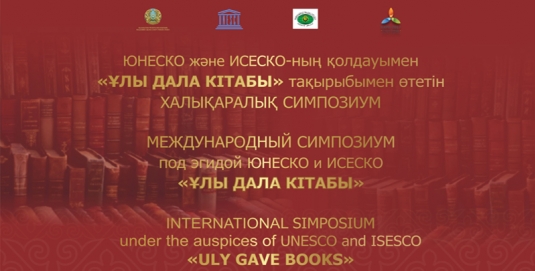 ЮНЕСКО және ИСЕСКО-ның қолдауымен
«ҰЛЫ ДАЛА КІТАБЫ» тақырыбымен өтетін
ХАЛЫҚАРАЛЫҚ СИМПОЗИУМ
МЕЖДУНАРОДНЫЙ СИМПОЗИУМ
под эгидой ЮНЕСКО и ИСЕСКО
«ҰЛЫ ДАЛА КІТАБЫ»
INTERNATIONAL SIMPOSIUM
under the auspices of UNESCO and ISESCO
«ULY GAVE BOOKS»